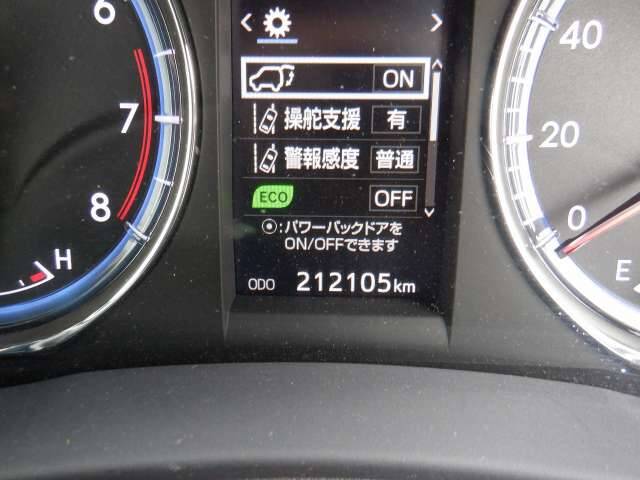 6
7
8
H
ON
操舵支援 有
警報感度 普通
ECO OFF
⦿:パワーバックドアを
ON/OFFできます
ODO 212105km
40
20
0
E